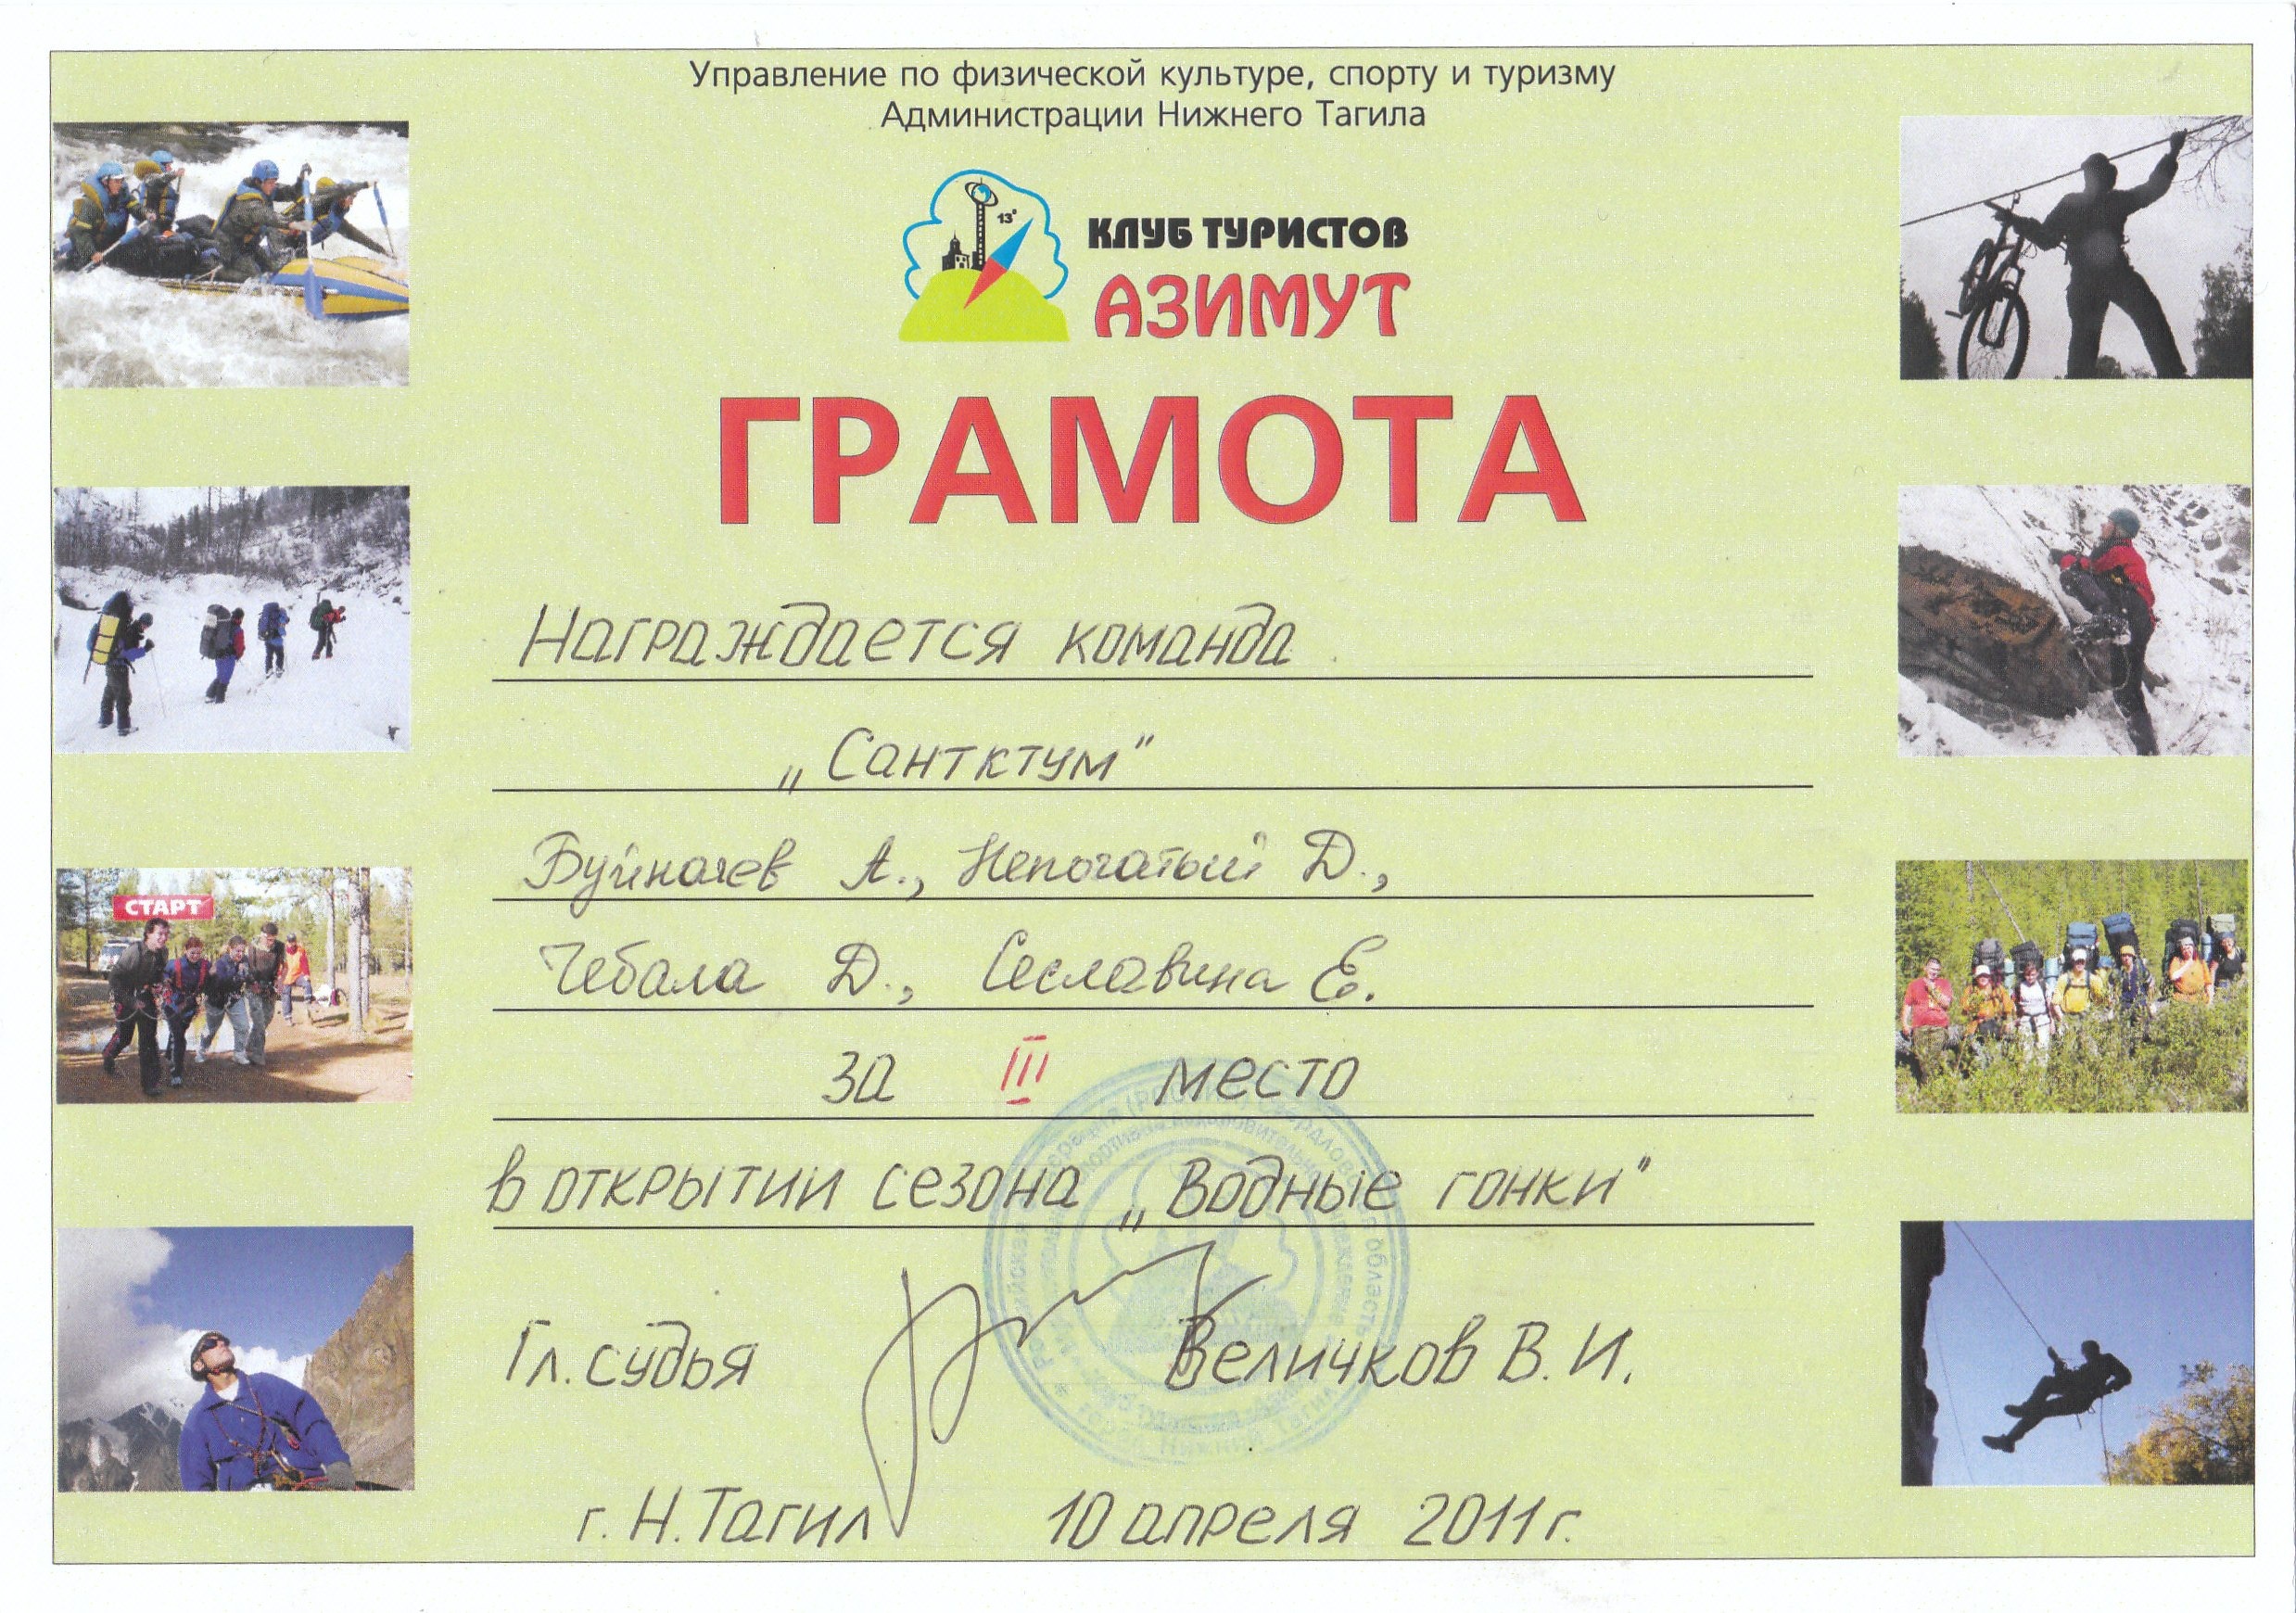 Управление по физической культуре, спорту и туризму
Администрации Нижнего Тагила
13°
КЛУБ ТУРИСТОВ
АЗИМУТ
ГРАМОТА
Награждается команда
„Сантктум"
СТАРТ
А., Непочатый Д.,
Чебала Д., Сеславина Е.
за III место
в открытии сезона „Водные гонки"
Гл. судья Величков В. И.
г. Н. Тагил 10 апреля 2011 г.